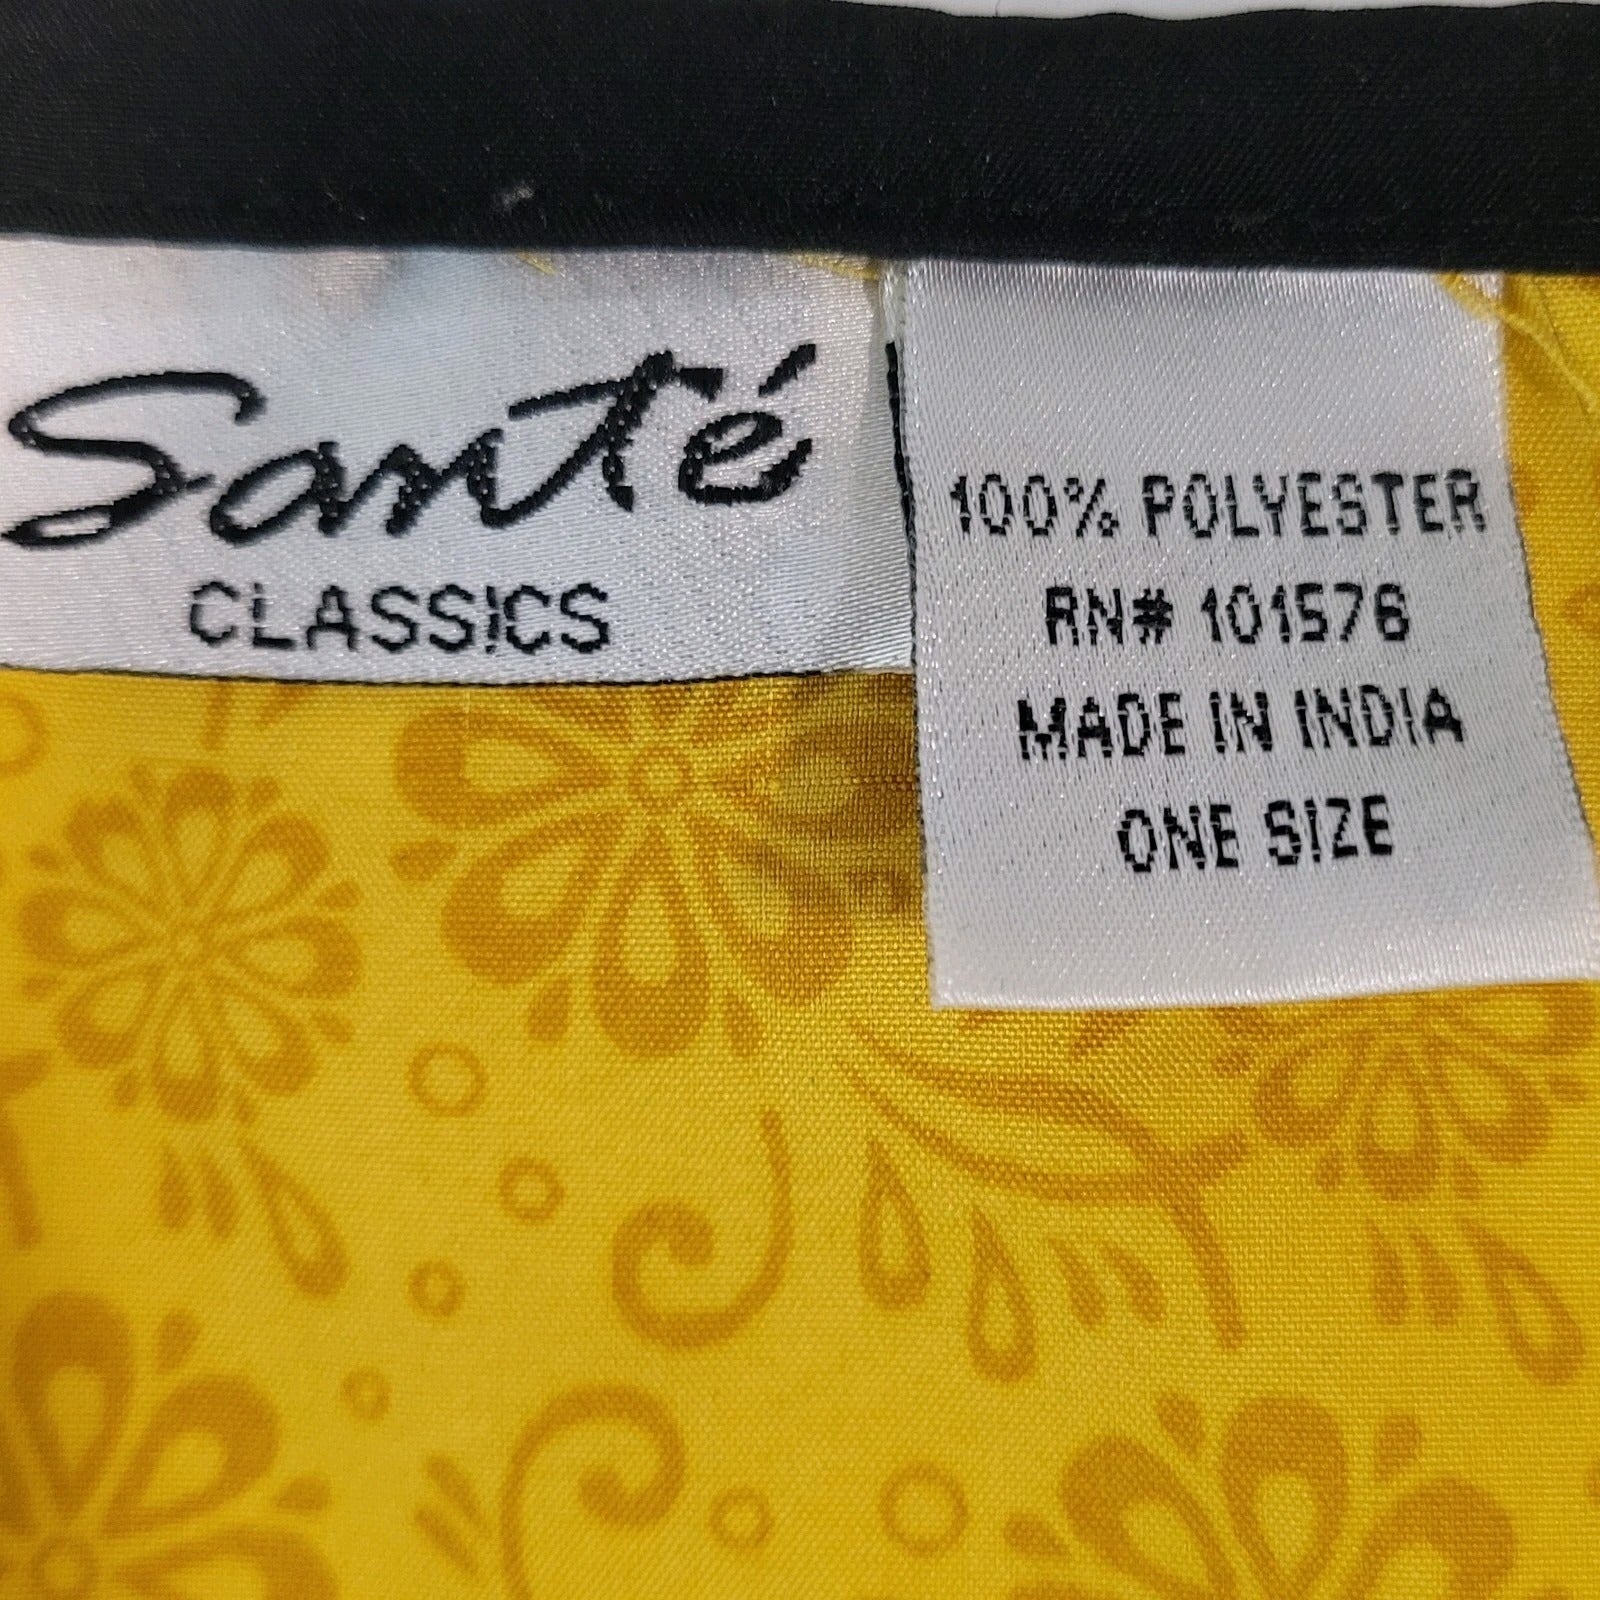 Santé
CLASSICS
100% POLYESTER
RN# 101576
MADE IN INDIA
ONE SIZE